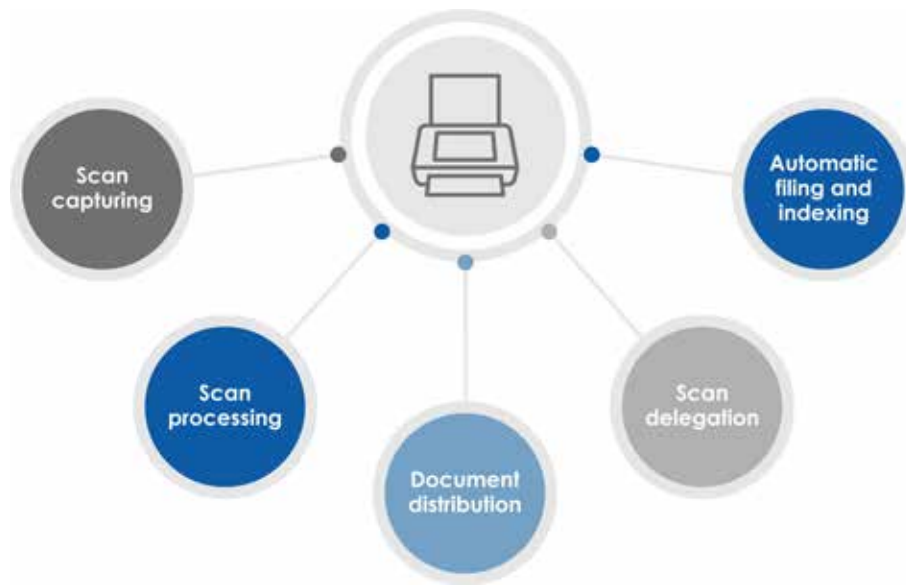 Scan
capturing
Scan
processing
Document
distribution
Scan
delegation
Automatic
filing and
indexing